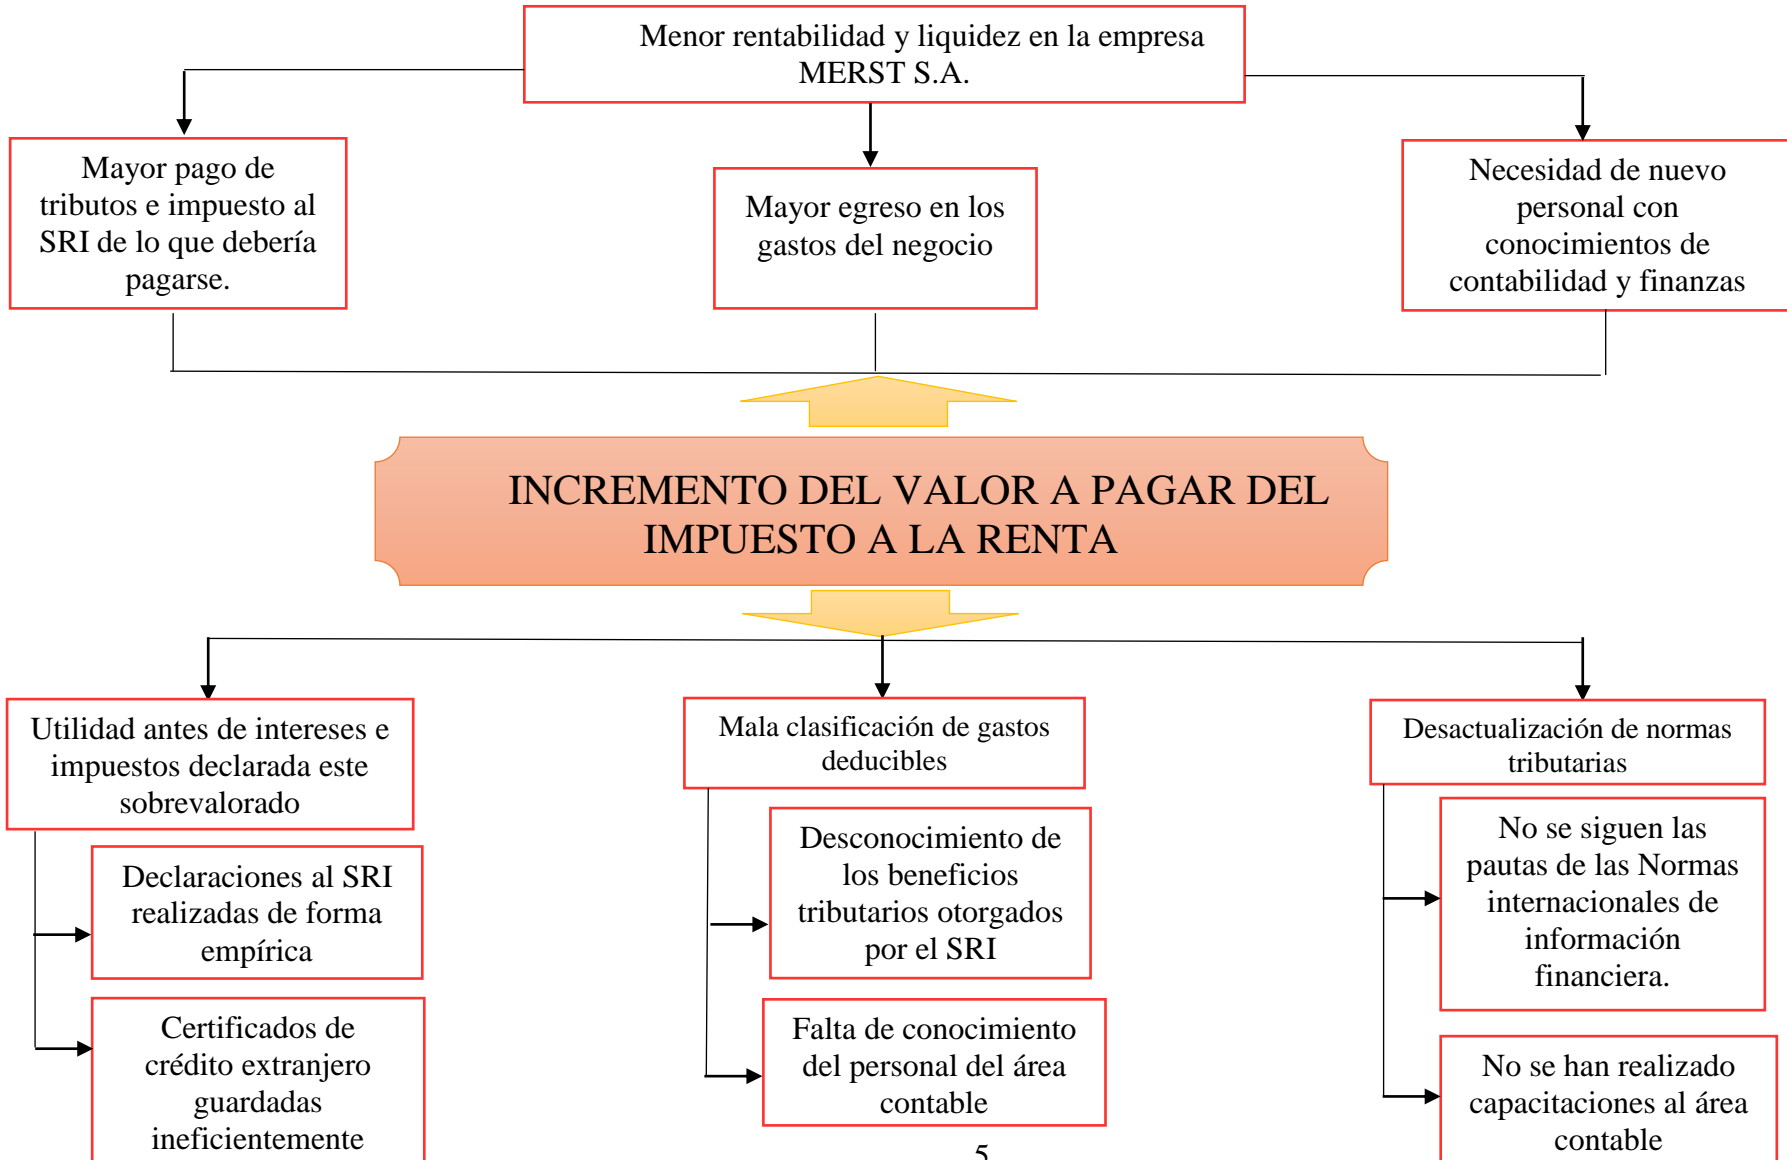 Menor rentabilidad y liquidez en la empresa
MERST S.A.
Mayor pago de
tributos e impuesto al
SRI de lo que debería
pagarse.
Mayor egreso en los
gastos del negocio
Necesidad de nuevo
personal con
conocimientos de
contabilidad y finanzas
INCREMENTO DEL VALOR A PAGAR DEL
IMPUESTO A LA RENTA
Utilidad antes de intereses e
impuestos declarada este
sobrevalorado
Declaraciones al SRI
realizadas de forma
empírica
Certificados de
crédito extranjero
guardadas
ineficientemente
Mala clasificación de gastos
deducibles
Desconocimiento de
los beneficios
tributarios otorgados
por el SRI
Falta de conocimiento
del personal del área
contable
Desactualización de normas
tributarias
No se siguen las
pautas de las Normas
internacionales de
información
financiera.
No se han realizado
capacitaciones al área
contable
5